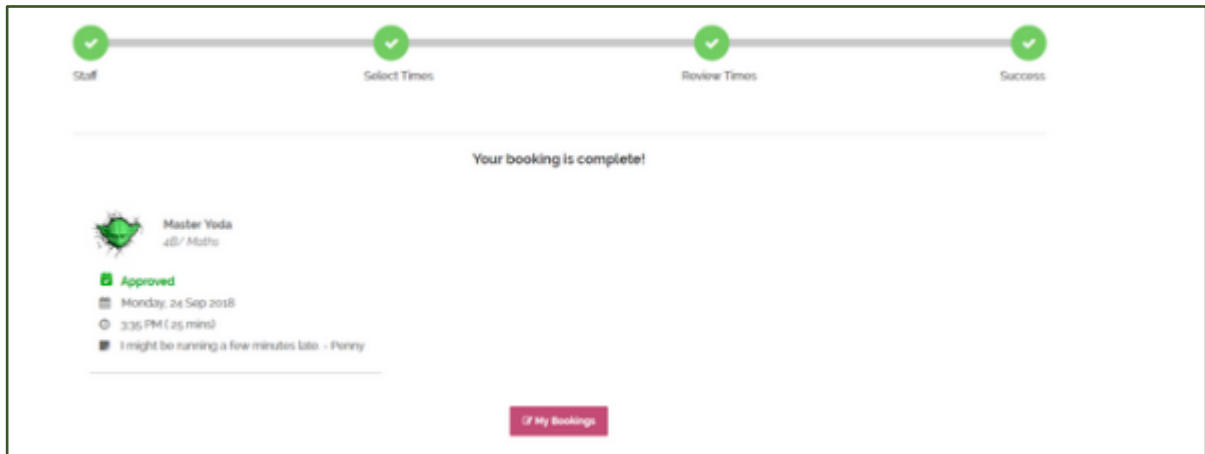 Staff Select Times Review Times Success
Your booking is complete!
Master Yoda
4B/ Maths
Approved
Monday, 24 Sep 2018
3:35 PM ( 25 mins)
I might be running a few minutes late. - Penny
My Bookings